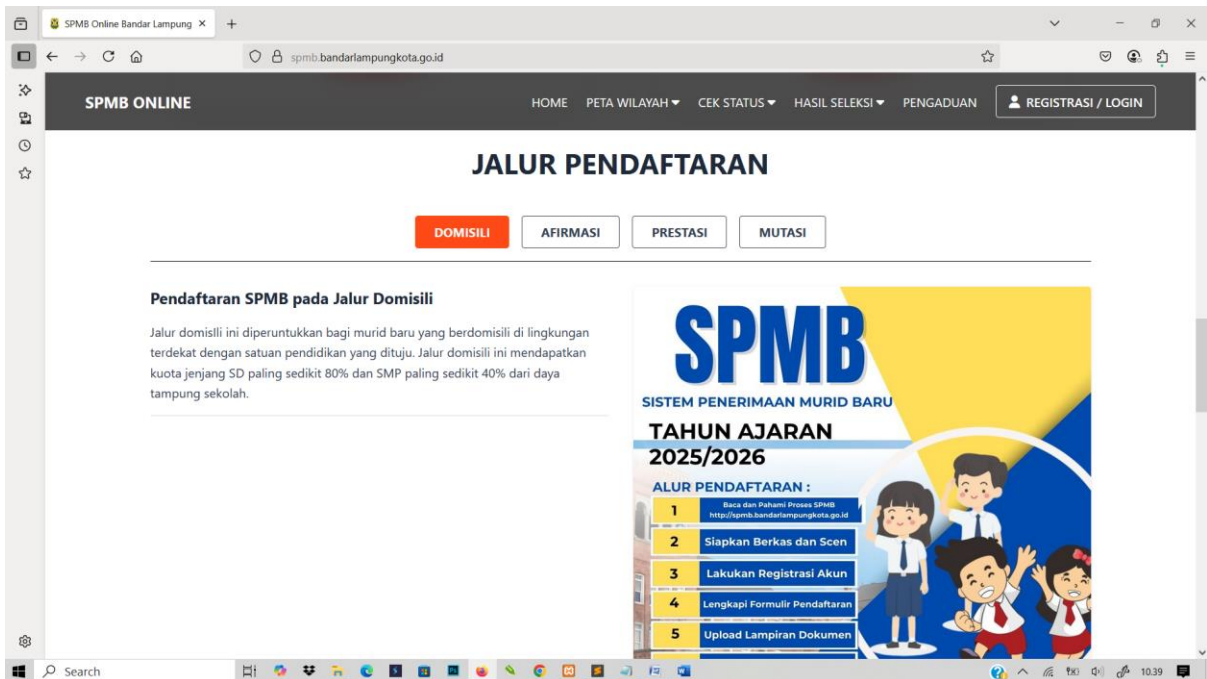 SPMB Online Bandar Lampung
spmb.bandarlampungkota.go.id
SPMB ONLINE
HOME PETA WILAYAH CEK STATUS HASIL SELEKSI PENGADUAN REGISTRASI / LOGIN
JALUR PENDAFTARAN
DOMISILI AFIRMASI PRESTASI MUTASI
Pendaftaran SPMB pada Jalur Domisili
Jalur domisIli ini diperuntukkan bagi murid baru yang berdomisili di lingkungan
terdekat dengan satuan pendidikan yang dituju. Jalur domisili ini mendapatkan
kuota jenjang SD paling sedikit 80% dan SMP paling sedikit 40% dari daya
tampung sekolah.
SPMB
SISTEM PENERIMAAN MURID BARU
TAHUN AJARAN
2025/2026
ALUR PENDAFTARAN :
1 Baca dan Pahami Proses SPMB
http://spmb.bandarlampungkota.go.id
2 Siapkan Berkas dan Scen
3 Lakukan Registrasi Akun
4 Lengkapi Formulir Pendaftaran
5 Upload Lampiran Dokumen
Search
10.39